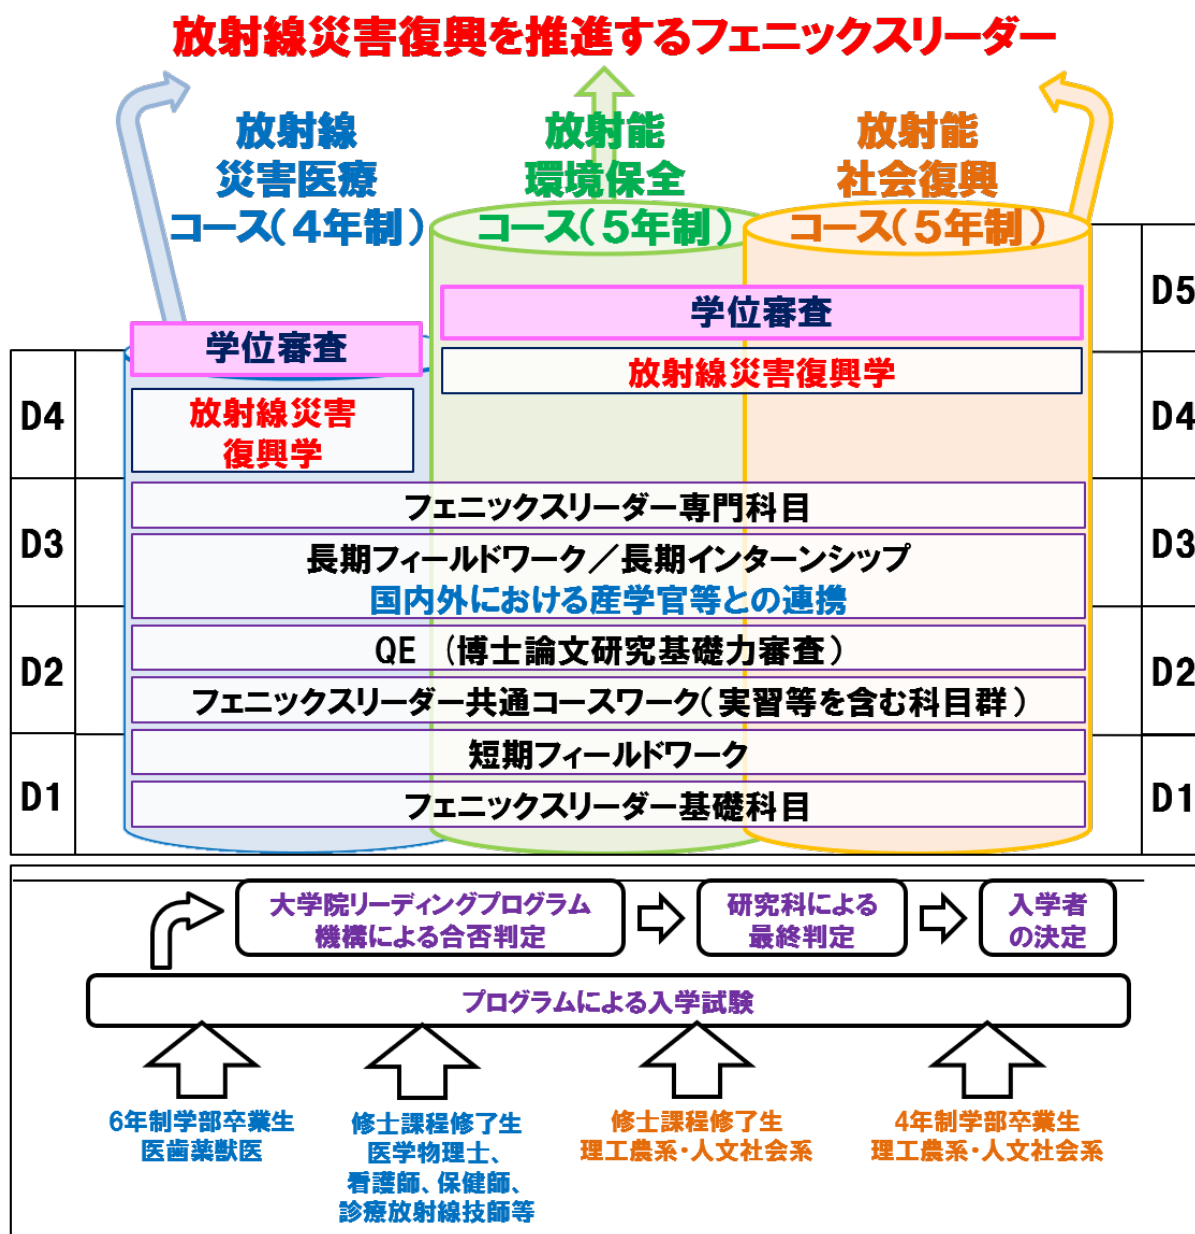 放射線災害復興を推進するフェニックスリーダー
放射線
災害医療
コース(4年制)
放射能
環境保全
コース(5年制)
放射能
社会復興
コース(5年制)
D5
学位審査
学位審査
放射線災害復興学
D4
放射線災害
復興学
D4
フェニックスリーダー専門科目
D3
長期フィールドワーク／長期インターンシップ
国内外における産学官等との連携
D3
QE （博士論文研究基礎力審査）
D2
フェニックスリーダー共通コースワーク(実習等を含む科目群)
D2
短期フィールドワーク
D1
フェニックスリーダー基礎科目
D1
大学院リーディングプログラム
機構による合否判定
研究科による
最終判定
入学者
の決定
プログラムによる入学試験
6年制学部卒業生
医歯薬獣医
修士課程修了生
医学物理士、
看護師、保健師、
診療放射線技師等
修士課程修了生
理工農系・人文社会系
4年制学部卒業生
理工農系・人文社会系